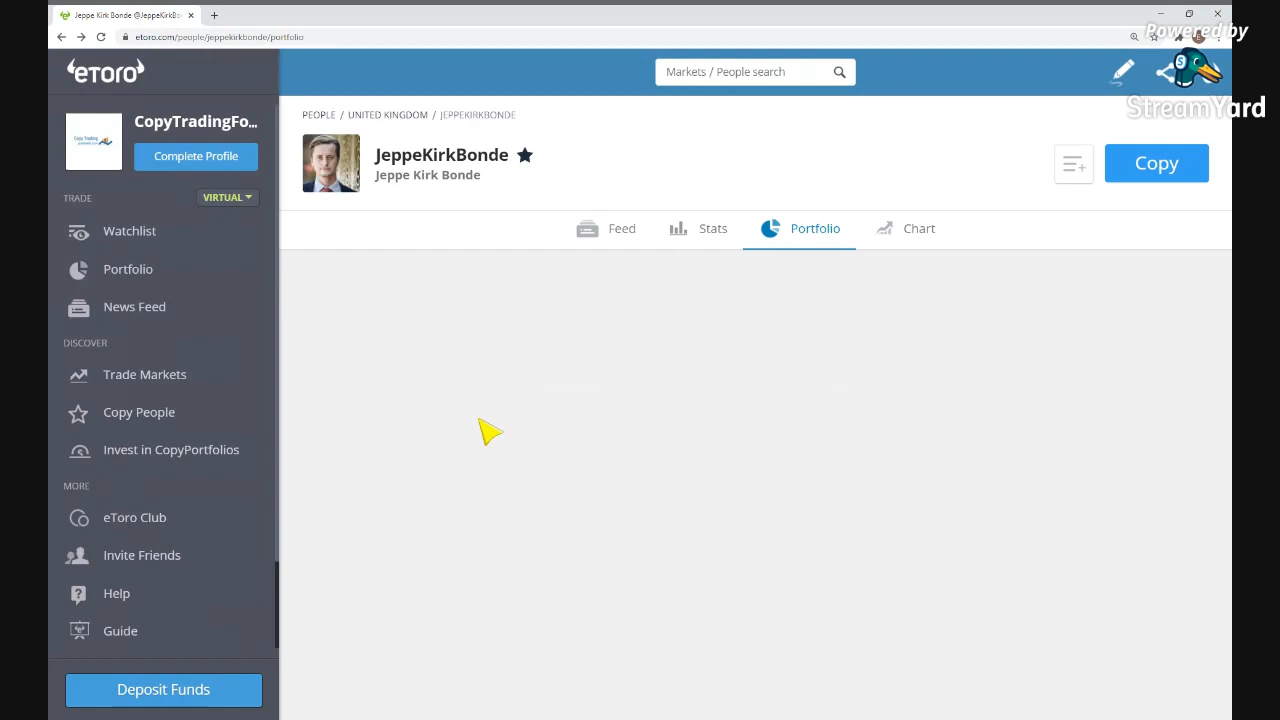 Jeppe Kirk Bonde @JeppeKirkBo
etoro.com/people/jeppekirkbonde/portfolio
Powered by
StreamYard
eTORO
Markets / People search
CopyTradingFo...
Complete Profile
PEOPLE / UNITED KINGDOM / JEPPEKIRKBONDE
JeppeKirkBonde
Jeppe Kirk Bonde
Copy
TRADE
VIRTUAL
Feed
Stats
Portfolio
Chart
Watchlist
Portfolio
News Feed
DISCOVER
Trade Markets
Copy People
Invest in CopyPortfolios
MORE
eToro Club
Invite Friends
Help
Guide
Deposit Funds